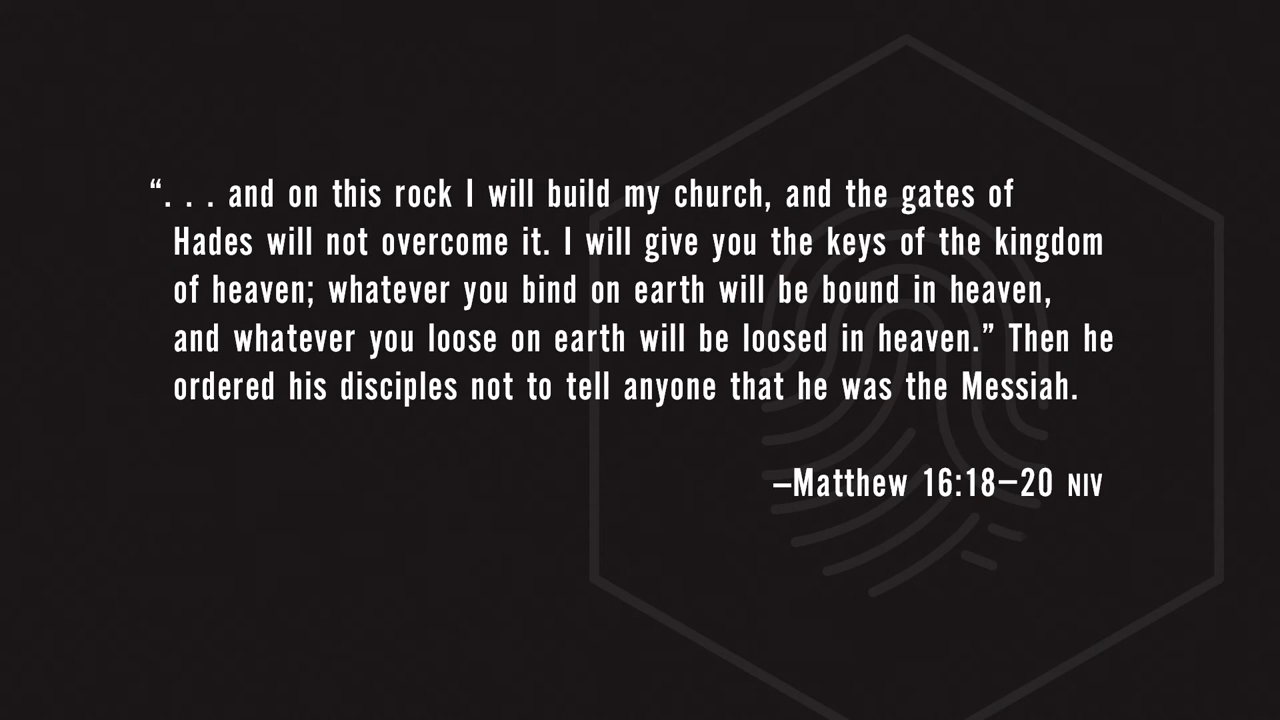 “. . . and on this rock I will build my church, and the gates of
Hades will not overcome it. I will give you the keys of the kingdom
of heaven; whatever you bind on earth will be bound in heaven,
and whatever you loose on earth will be loosed in heaven.” Then he
ordered his disciples not to tell anyone that he was the Messiah.
–Matthew 16:18–20 NIV